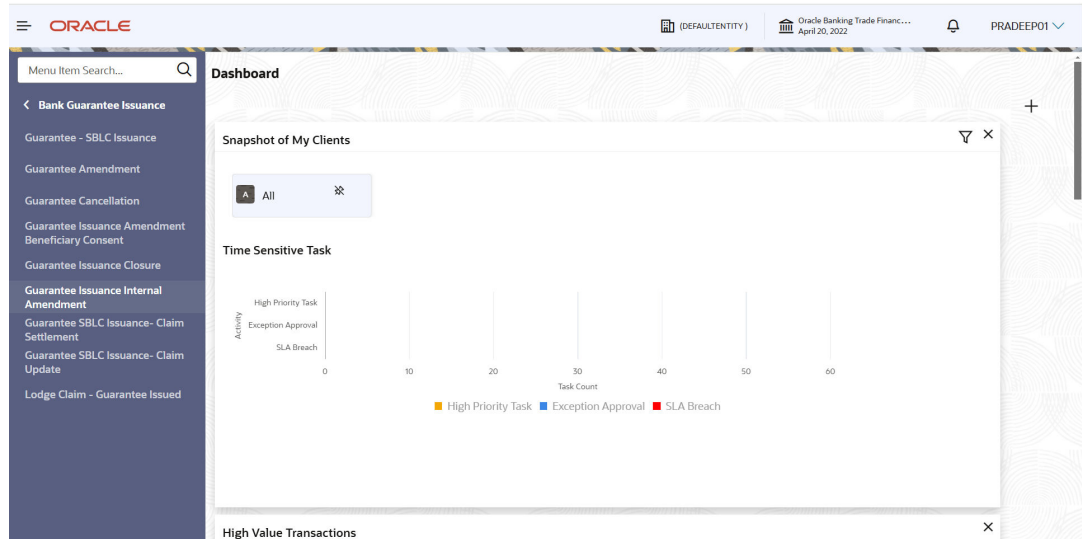 ORACLE
(DEFAULTENTITY )
Oracle Banking Trade Financ...
April 20, 2022
PRADEEP01
Menu Item Search...
Bank Guarantee Issuance
Guarantee - SBLC Issuance
Guarantee Amendment
Guarantee Cancellation
Guarantee Issuance Amendment
Beneficiary Consent
Guarantee Issuance Closure
Guarantee Issuance Internal
Amendment
Guarantee SBLC Issuance- Claim
Settlement
Guarantee SBLC Issuance- Claim
Update
Lodge Claim - Guarantee Issued
Dashboard
Snapshot of My Clients
A All
Time Sensitive Task
Activity
High Priority Task
Exception Approval
SLA Breach
0 10 20 30 40 50 60
Task Count
High Priority Task Exception Approval SLA Breach
High Value Transactions